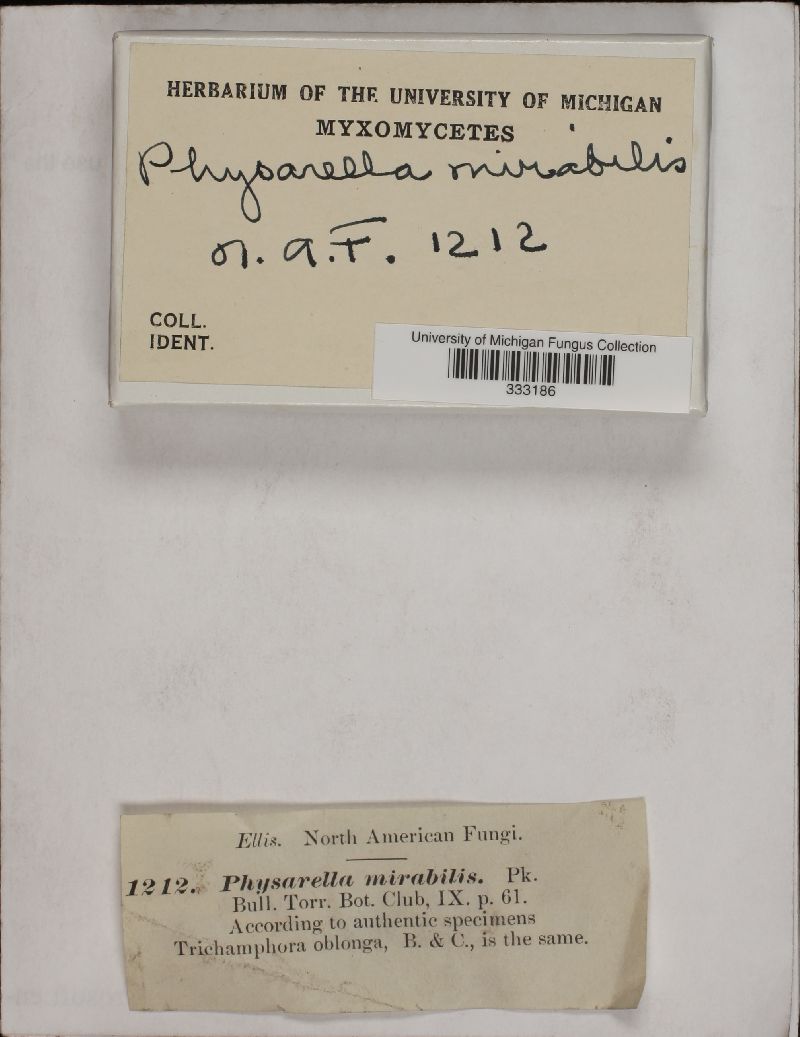 HERBARIUM OF THE UNIVERSITY OF MICHIGAN
MYXOMYCETES
Physarella mirabilis
N. A. F. 1212
COLL.
IDENT.
University of Michigan Fungus Collection
333186
Ellis. North American Fungi.
1212. Physarella mirabilis. Pk.
Bull. Torr. Bot. Club, IX. p. 61.
According to authentic specimens
Trichamphora oblonga, B. & C., is the same.